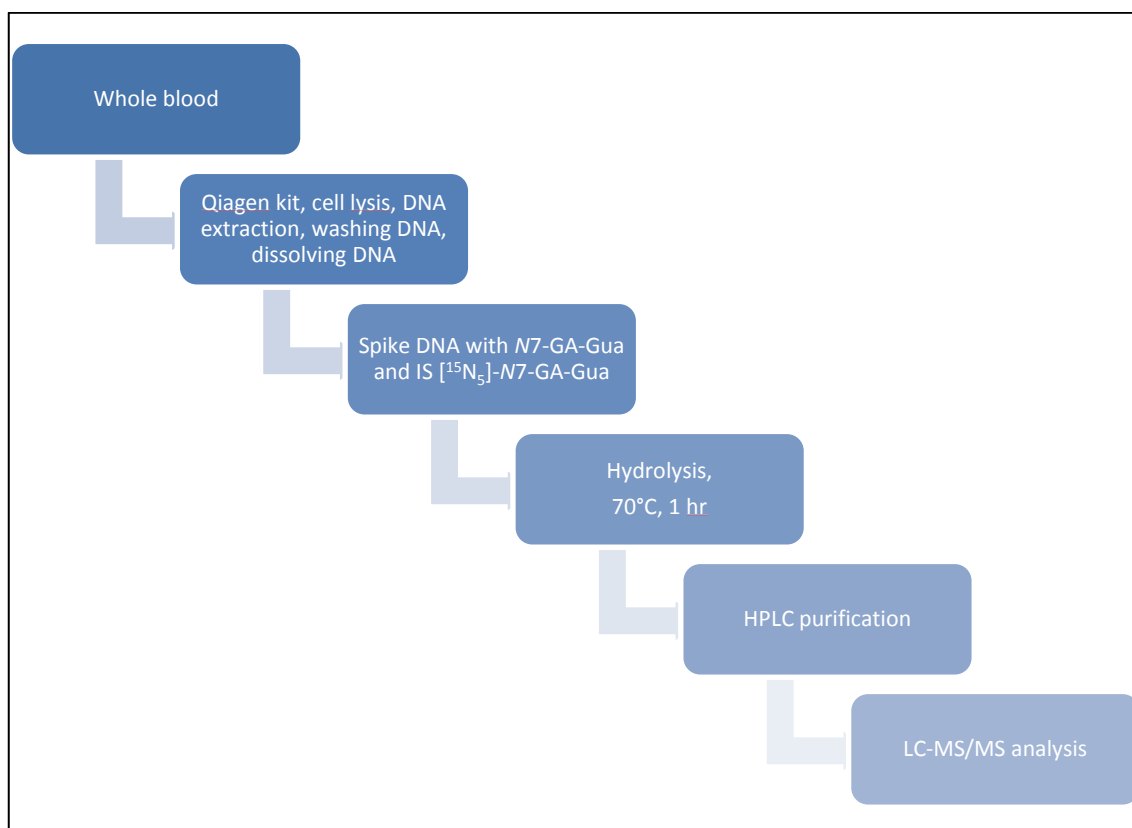 Whole blood
Qiagen kit, cell lysis, DNA
extraction, washing DNA,
dissolving DNA
Spike DNA with N7-GA-Gua
and IS [¹⁵N₅]-N7-GA-Gua
Hydrolysis,
70°C, 1 hr
HPLC purification
LC-MS/MS analysis